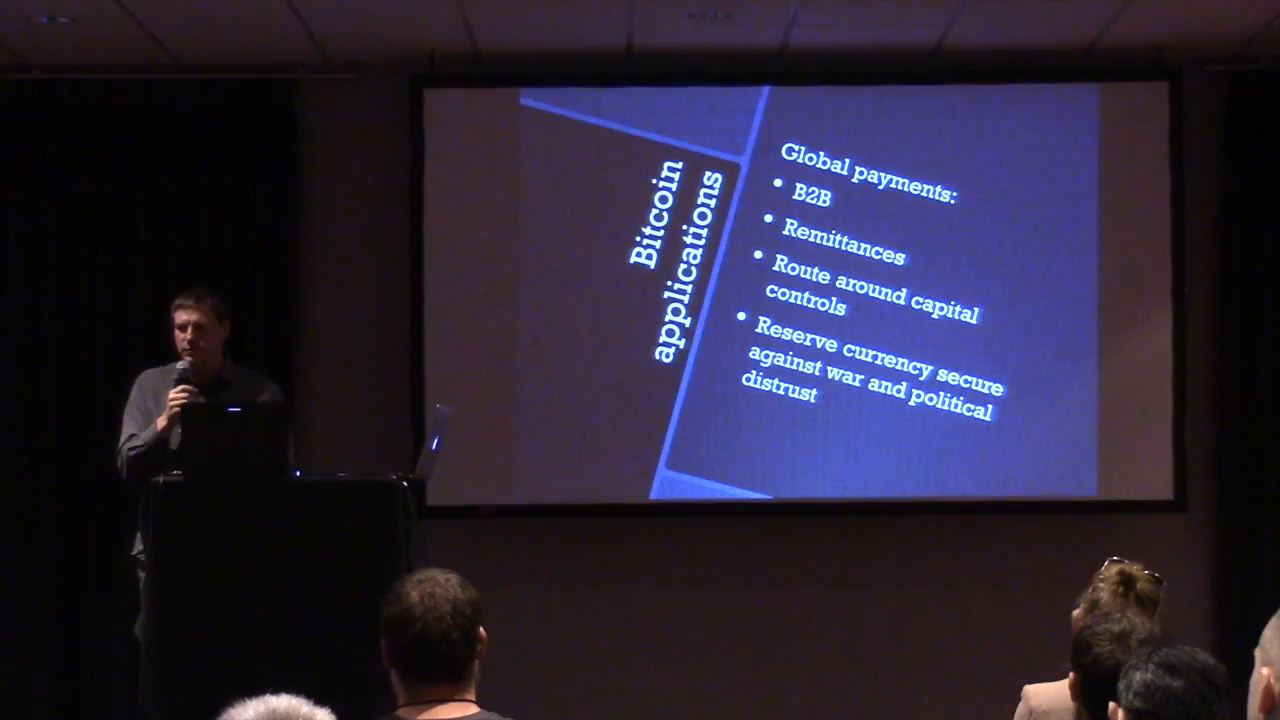 Bitcoin
applications
Global payments:
• B2B
• Remittances
• Route around capital
controls
• Reserve currency secure
against war and political
distrust